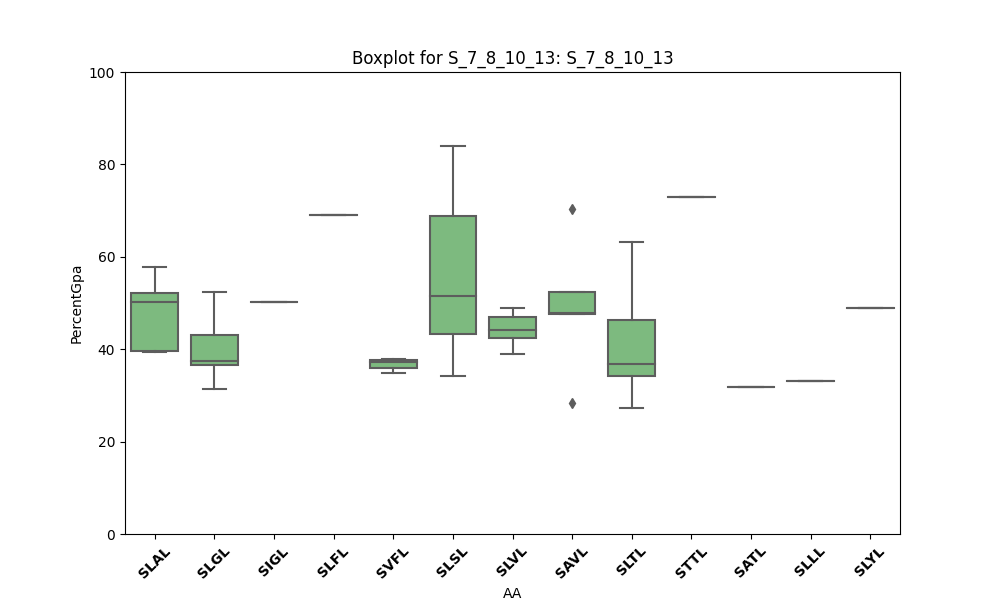 Boxplot for S_7_8_10_13: S_7_8_10_13
100
80
60
40
20
0
PercentGpa
SLAL
SLGL
SIGL
SLFL
SVFL
SLSL
SLVL
SAVL
SLTL
STTL
SATL
SLLL
SLYL
AA